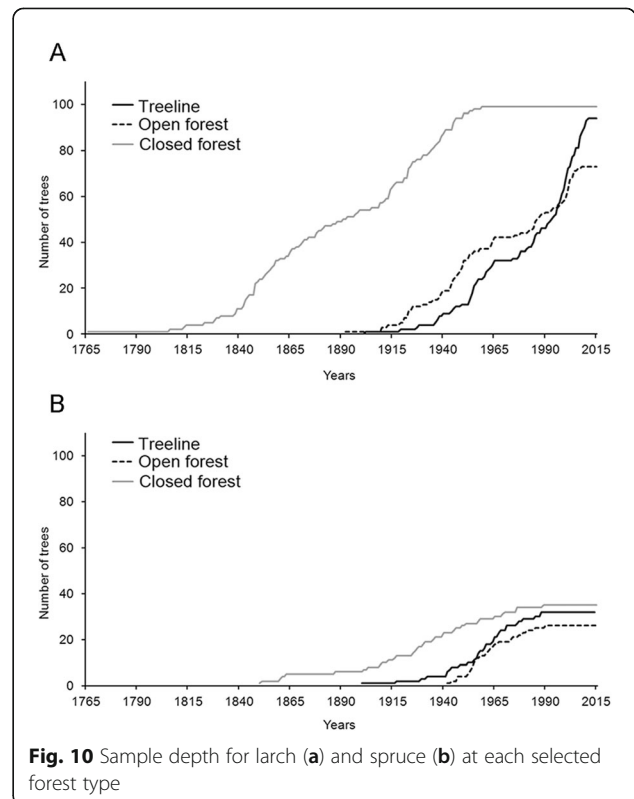 A
Treeline
Open forest
Closed forest
100
80
60
40
20
0
Number of trees
1765 1790 1815 1840 1865 1890 1915 1940 1965 1990 2015
Years
B
Treeline
Open forest
Closed forest
100
80
60
40
20
0
Number of trees
1765 1790 1815 1840 1865 1890 1915 1940 1965 1990 2015
Years
Fig. 10 Sample depth for larch (a) and spruce (b) at each selected
forest type